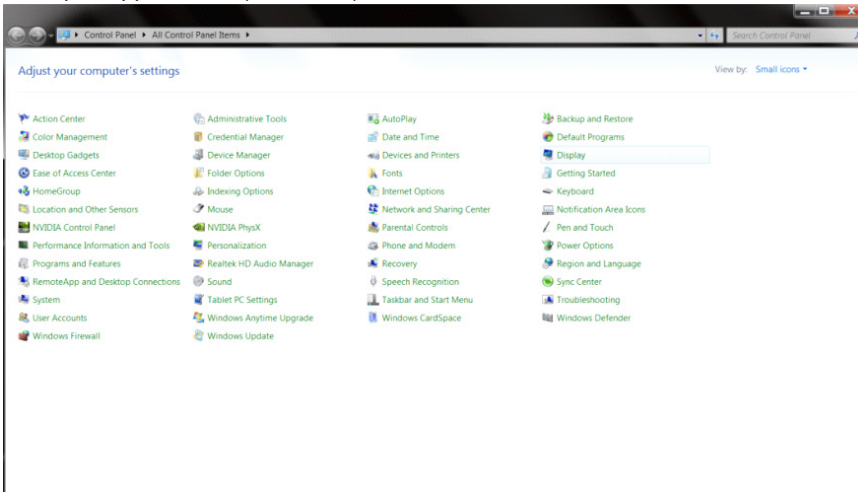 Control Panel ▸ All Control Panel Items ▸ Search Control Panel
Adjust your computer's settings View by: Small icons
Action Center Administrative Tools AutoPlay Backup and Restore
Color Management Credential Manager Date and Time Default Programs
Desktop Gadgets Device Manager Devices and Printers Display
Ease of Access Center Folder Options Fonts Getting Started
HomeGroup Indexing Options Internet Options Keyboard
Location and Other Sensors Mouse Network and Sharing Center Notification Area Icons
NVIDIA Control Panel NVIDIA PhysX Parental Controls Pen and Touch
Performance Information and Tools Personalization Phone and Modem Power Options
Programs and Features Realtek HD Audio Manager Recovery Region and Language
RemoteApp and Desktop Connections Sound Speech Recognition Sync Center
System Tablet PC Settings Taskbar and Start Menu Troubleshooting
User Accounts Windows Anytime Upgrade Windows CardSpace Windows Defender
Windows Firewall Windows Update